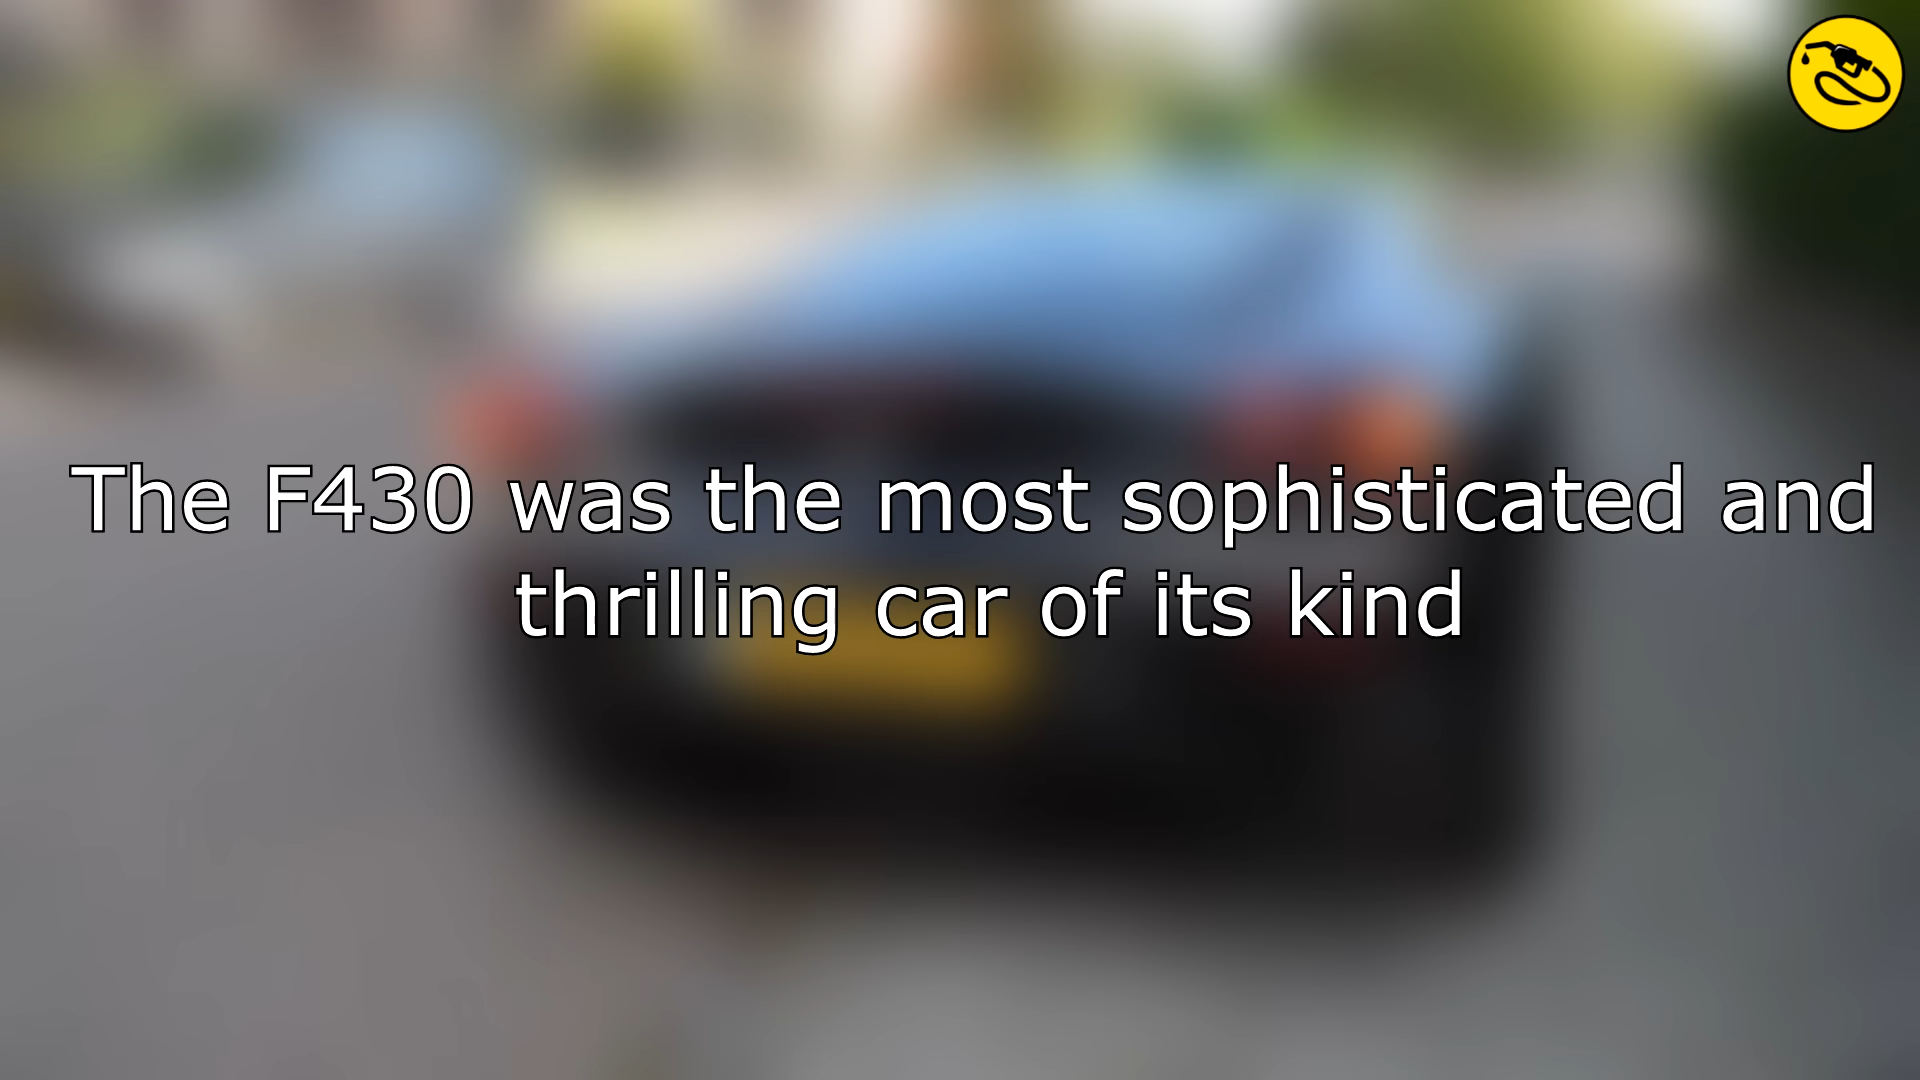 The F430 was the most sophisticated and
thrilling car of its kind